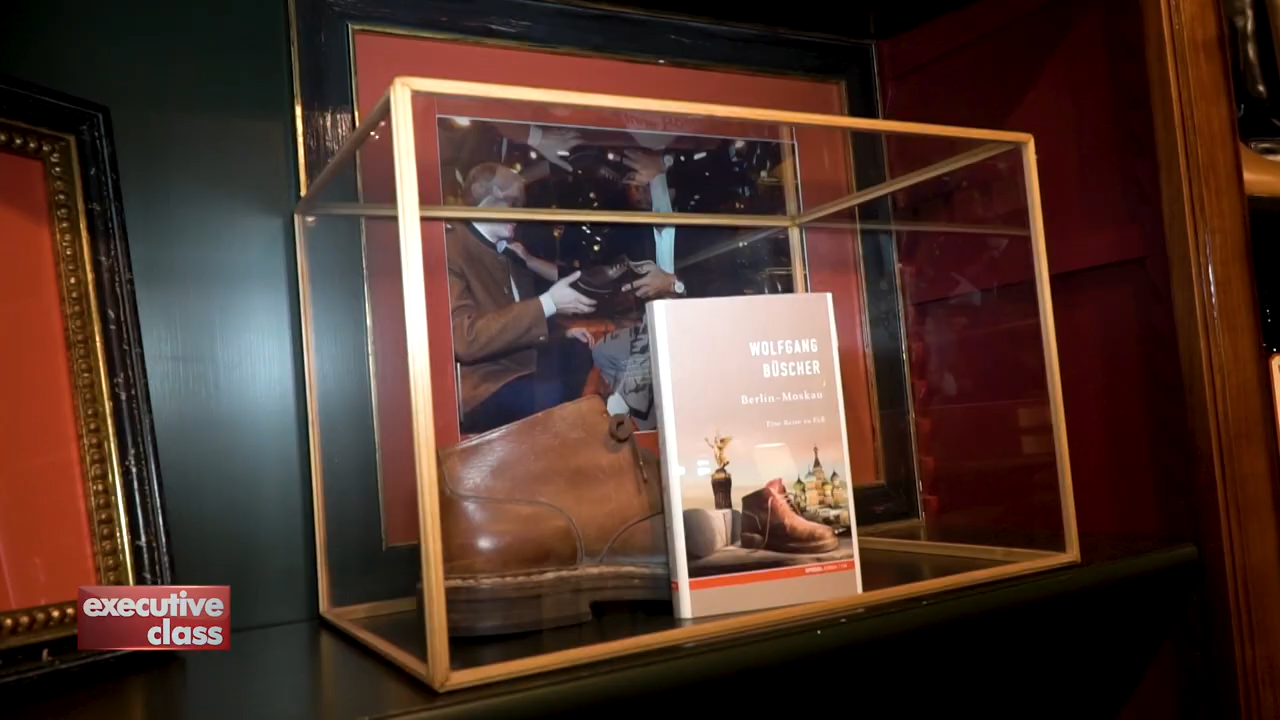 WOLFGANG
BÜSCHER
Berlin–Moskau
Eine Reise zu Fuß
executive
class